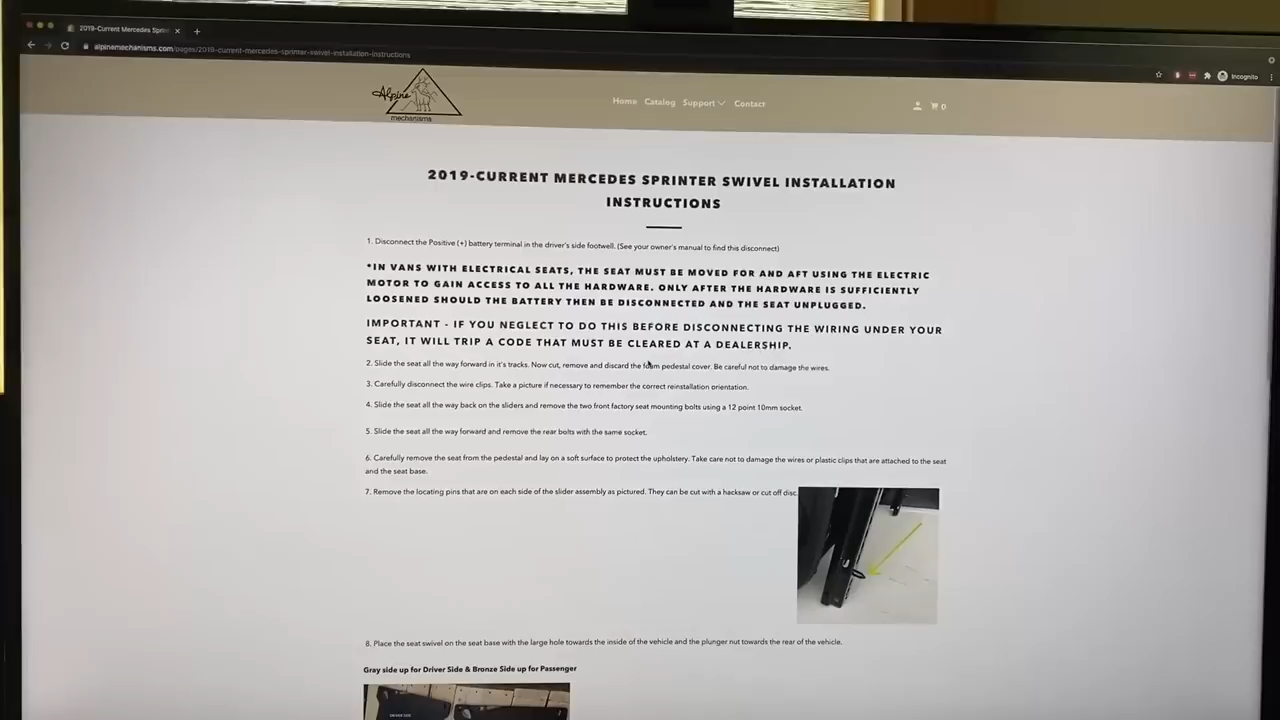 2019-Current Mercedes Sprin
alpinemechanisms.com/pages/2019-current-mercedes-sprinter-swivel-installation-instructions
Incognito
Alpine
mechanisms
Home Catalog Support Contact
0
2019-CURRENT MERCEDES SPRINTER SWIVEL INSTALLATION
INSTRUCTIONS
1. Disconnect the Positive (+) battery terminal in the driver's side footwell. (See your owner's manual to find this disconnect)
*IN VANS WITH ELECTRICAL SEATS, THE SEAT MUST BE MOVED FOR AND AFT USING THE ELECTRIC
MOTOR TO GAIN ACCESS TO ALL THE HARDWARE. ONLY AFTER THE HARDWARE IS SUFFICIENTLY
LOOSENED SHOULD THE BATTERY THEN BE DISCONNECTED AND THE SEAT UNPLUGGED.
IMPORTANT - IF YOU NEGLECT TO DO THIS BEFORE DISCONNECTING THE WIRING UNDER YOUR
SEAT, IT WILL TRIP A CODE THAT MUST BE CLEARED AT A DEALERSHIP.
2. Slide the seat all the way forward in it's tracks. Now cut, remove and discard the foam pedestal cover. Be careful not to damage the wires.
3. Carefully disconnect the wire clips. Take a picture if necessary to remember the correct reinstallation orientation.
4. Slide the seat all the way back on the sliders and remove the two front factory seat mounting bolts using a 12 point 10mm socket.
5. Slide the seat all the way forward and remove the rear bolts with the same socket.
6. Carefully remove the seat from the pedestal and lay on a soft surface to protect the upholstery. Take care not to damage the wires or plastic clips that are attached to the seat
and the seat base.
7. Remove the locating pins that are on each side of the slider assembly as pictured. They can be cut with a hacksaw or cut off disc.
8. Place the seat swivel on the seat base with the large hole towards the inside of the vehicle and the plunger nut towards the rear of the vehicle.
Gray side up for Driver Side & Bronze Side up for Passenger